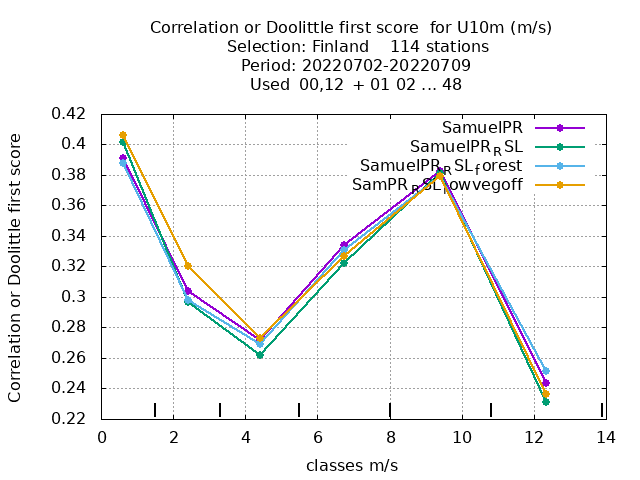 Correlation or Doolittle first score  for U10m (m/s)
Selection: Finland    114 stations
Period: 20220702-20220709
Used  00,12  + 01 02 ... 48
Correlation or Doolittle first score
0.42
0.4
0.38
0.36
0.34
0.32
0.3
0.28
0.26
0.24
0.22
SamuelPR
SamuelPR_RSL
SamuelPR_RSL_forest
SamPR_RSL_lowvegoff
0 2 4 6 8 10 12 14
classes m/s